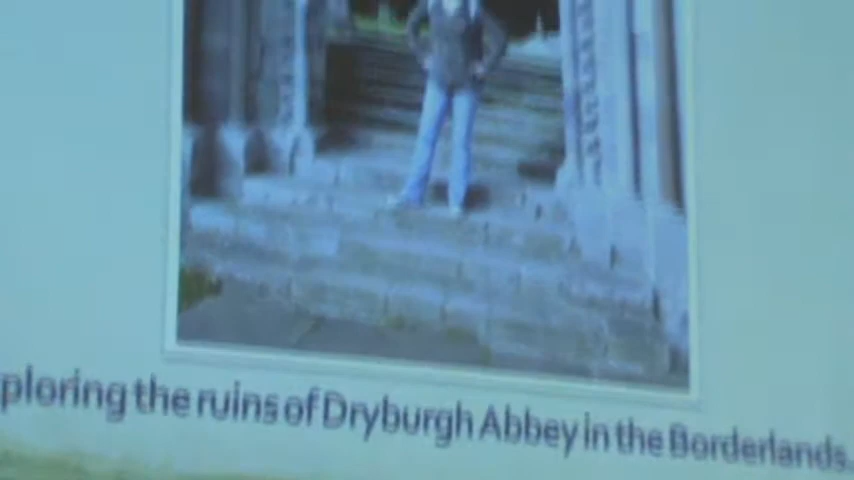 ploring the ruins of Dryburgh Abbey in the Borderlands.